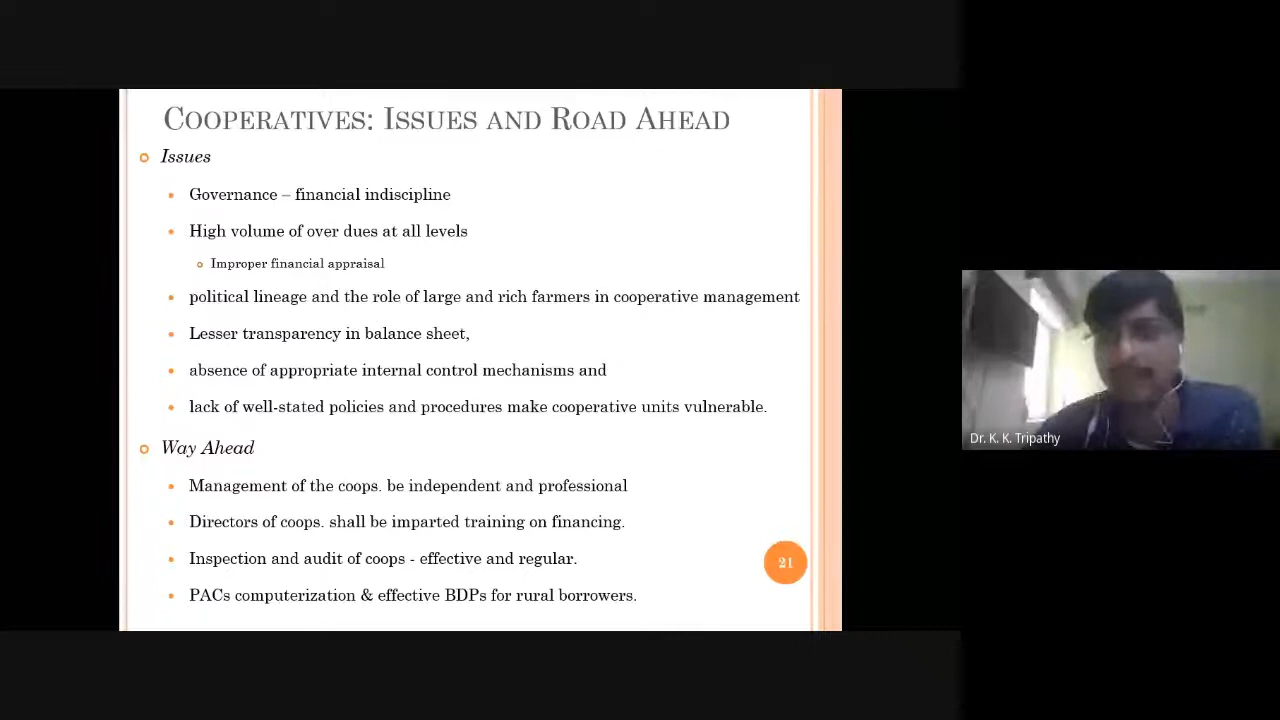 COOPERATIVES: ISSUES AND ROAD AHEAD
Issues
Governance – financial indiscipline
High volume of over dues at all levels
Improper financial appraisal
political lineage and the role of large and rich farmers in cooperative management
Lesser transparency in balance sheet,
absence of appropriate internal control mechanisms and
lack of well-stated policies and procedures make cooperative units vulnerable.
Way Ahead
Management of the coops. be independent and professional
Directors of coops. shall be imparted training on financing.
Inspection and audit of coops - effective and regular.
PACs computerization & effective BDPs for rural borrowers.
21
Dr. K. K. Tripathy